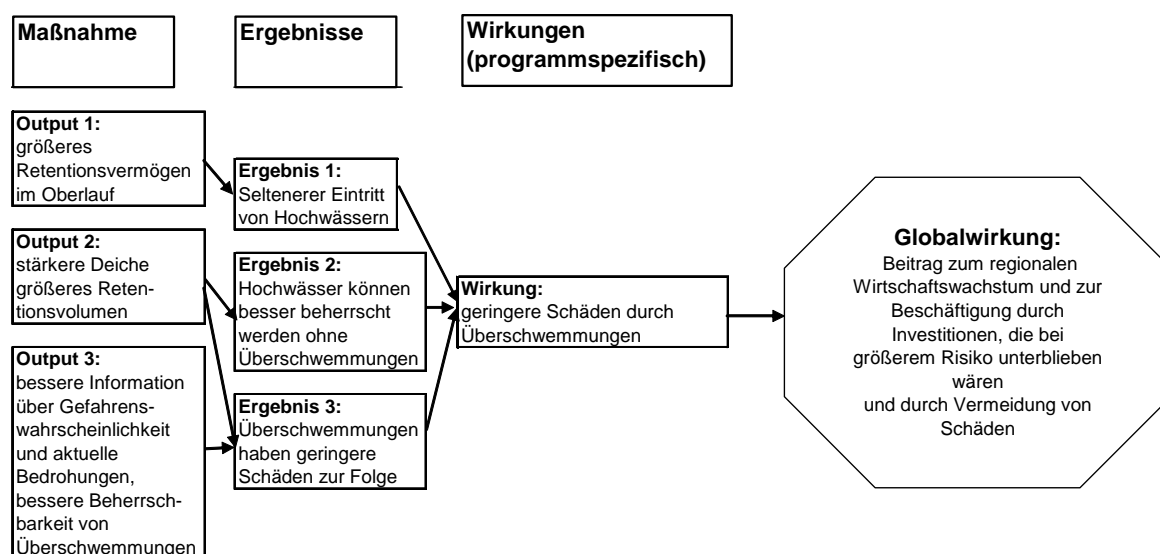 Maßnahme
Ergebnisse
Wirkungen
(programmspezifisch)
Output 1:
größeres
Retentionsvermögen
im Oberlauf
Output 2:
stärkere Deiche
größeres Reten-
tionsvolumen
Output 3:
bessere Information
über Gefahrens-
wahrscheinlichkeit
und aktuelle
Bedrohungen,
bessere Beherrsch-
barkeit von
Überschwemmungen
Ergebnis 1:
Seltenerer Eintritt
von Hochwässern
Ergebnis 2:
Hochwässer können
besser beherrscht
werden ohne
Überschwemmungen
Ergebnis 3:
Überschwemmungen
haben geringere
Schäden zur Folge
Wirkung:
geringere Schäden durch
Überschwemmungen
Globalwirkung:
Beitrag zum regionalen
Wirtschaftswachstum und zur
Beschäftigung durch
Investitionen, die bei
größerem Risiko unterblieben
wären
und durch Vermeidung von
Schäden